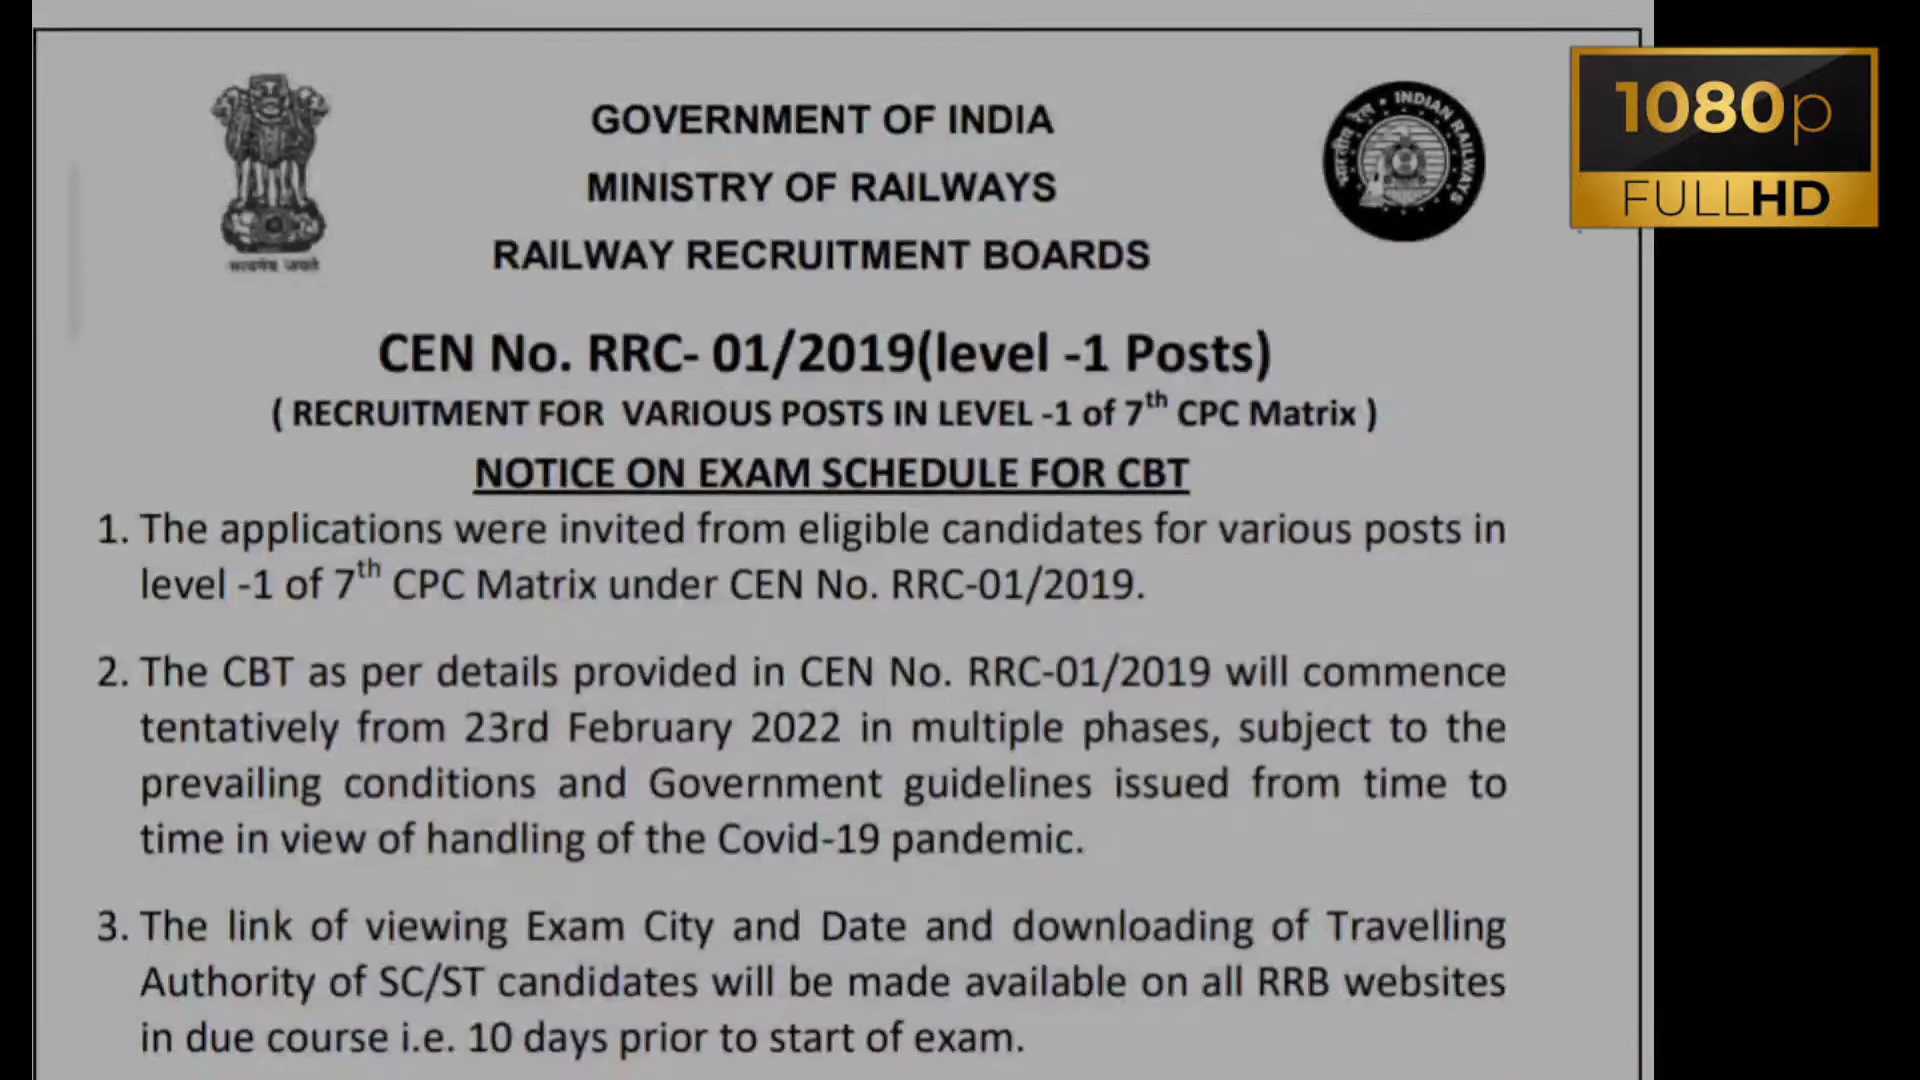 GOVERNMENT OF INDIA
MINISTRY OF RAILWAYS
RAILWAY RECRUITMENT BOARDS
सत्यमेव जयते
भारतीय रेल • INDIAN RAILWAYS
1080p
FULLHD
CEN No. RRC- 01/2019(level -1 Posts)
( RECRUITMENT FOR VARIOUS POSTS IN LEVEL -1 of 7th CPC Matrix )
NOTICE ON EXAM SCHEDULE FOR CBT
1. The applications were invited from eligible candidates for various posts in
level -1 of 7th CPC Matrix under CEN No. RRC-01/2019.
2. The CBT as per details provided in CEN No. RRC-01/2019 will commence
tentatively from 23rd February 2022 in multiple phases, subject to the
prevailing conditions and Government guidelines issued from time to
time in view of handling of the Covid-19 pandemic.
3. The link of viewing Exam City and Date and downloading of Travelling
Authority of SC/ST candidates will be made available on all RRB websites
in due course i.e. 10 days prior to start of exam.